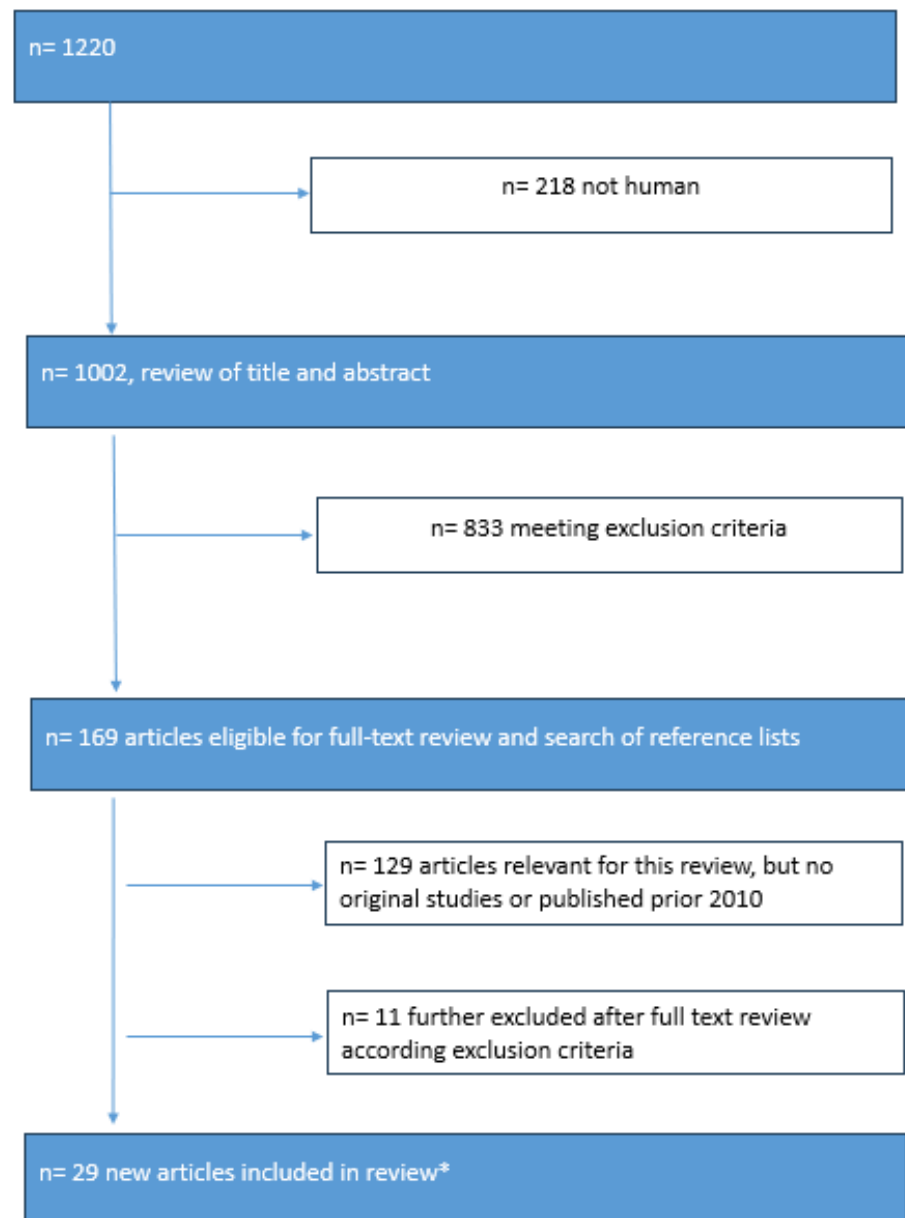 n= 1220
n= 218 not human
n= 1002, review of title and abstract
n= 833 meeting exclusion criteria
n= 169 articles eligible for full-text review and search of reference lists
n= 129 articles relevant for this review, but no
original studies or published prior 2010
n= 11 further excluded after full text review
according exclusion criteria
n= 29 new articles included in review*